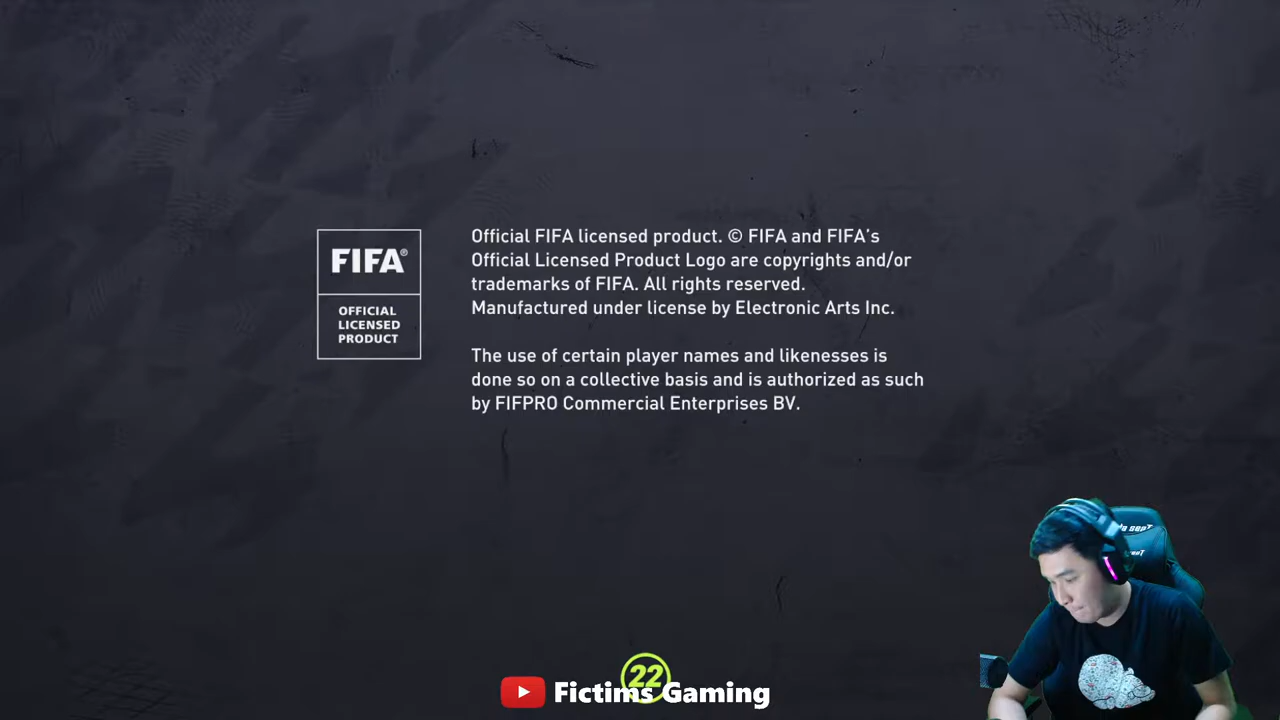 FIFA®
OFFICIAL
LICENSED
PRODUCT
Official FIFA licensed product. © FIFA and FIFA's
Official Licensed Product Logo are copyrights and/or
trademarks of FIFA. All rights reserved.
Manufactured under license by Electronic Arts Inc.
The use of certain player names and likenesses is
done so on a collective basis and is authorized as such
by FIFPRO Commercial Enterprises BV.
22
Fictims Gaming